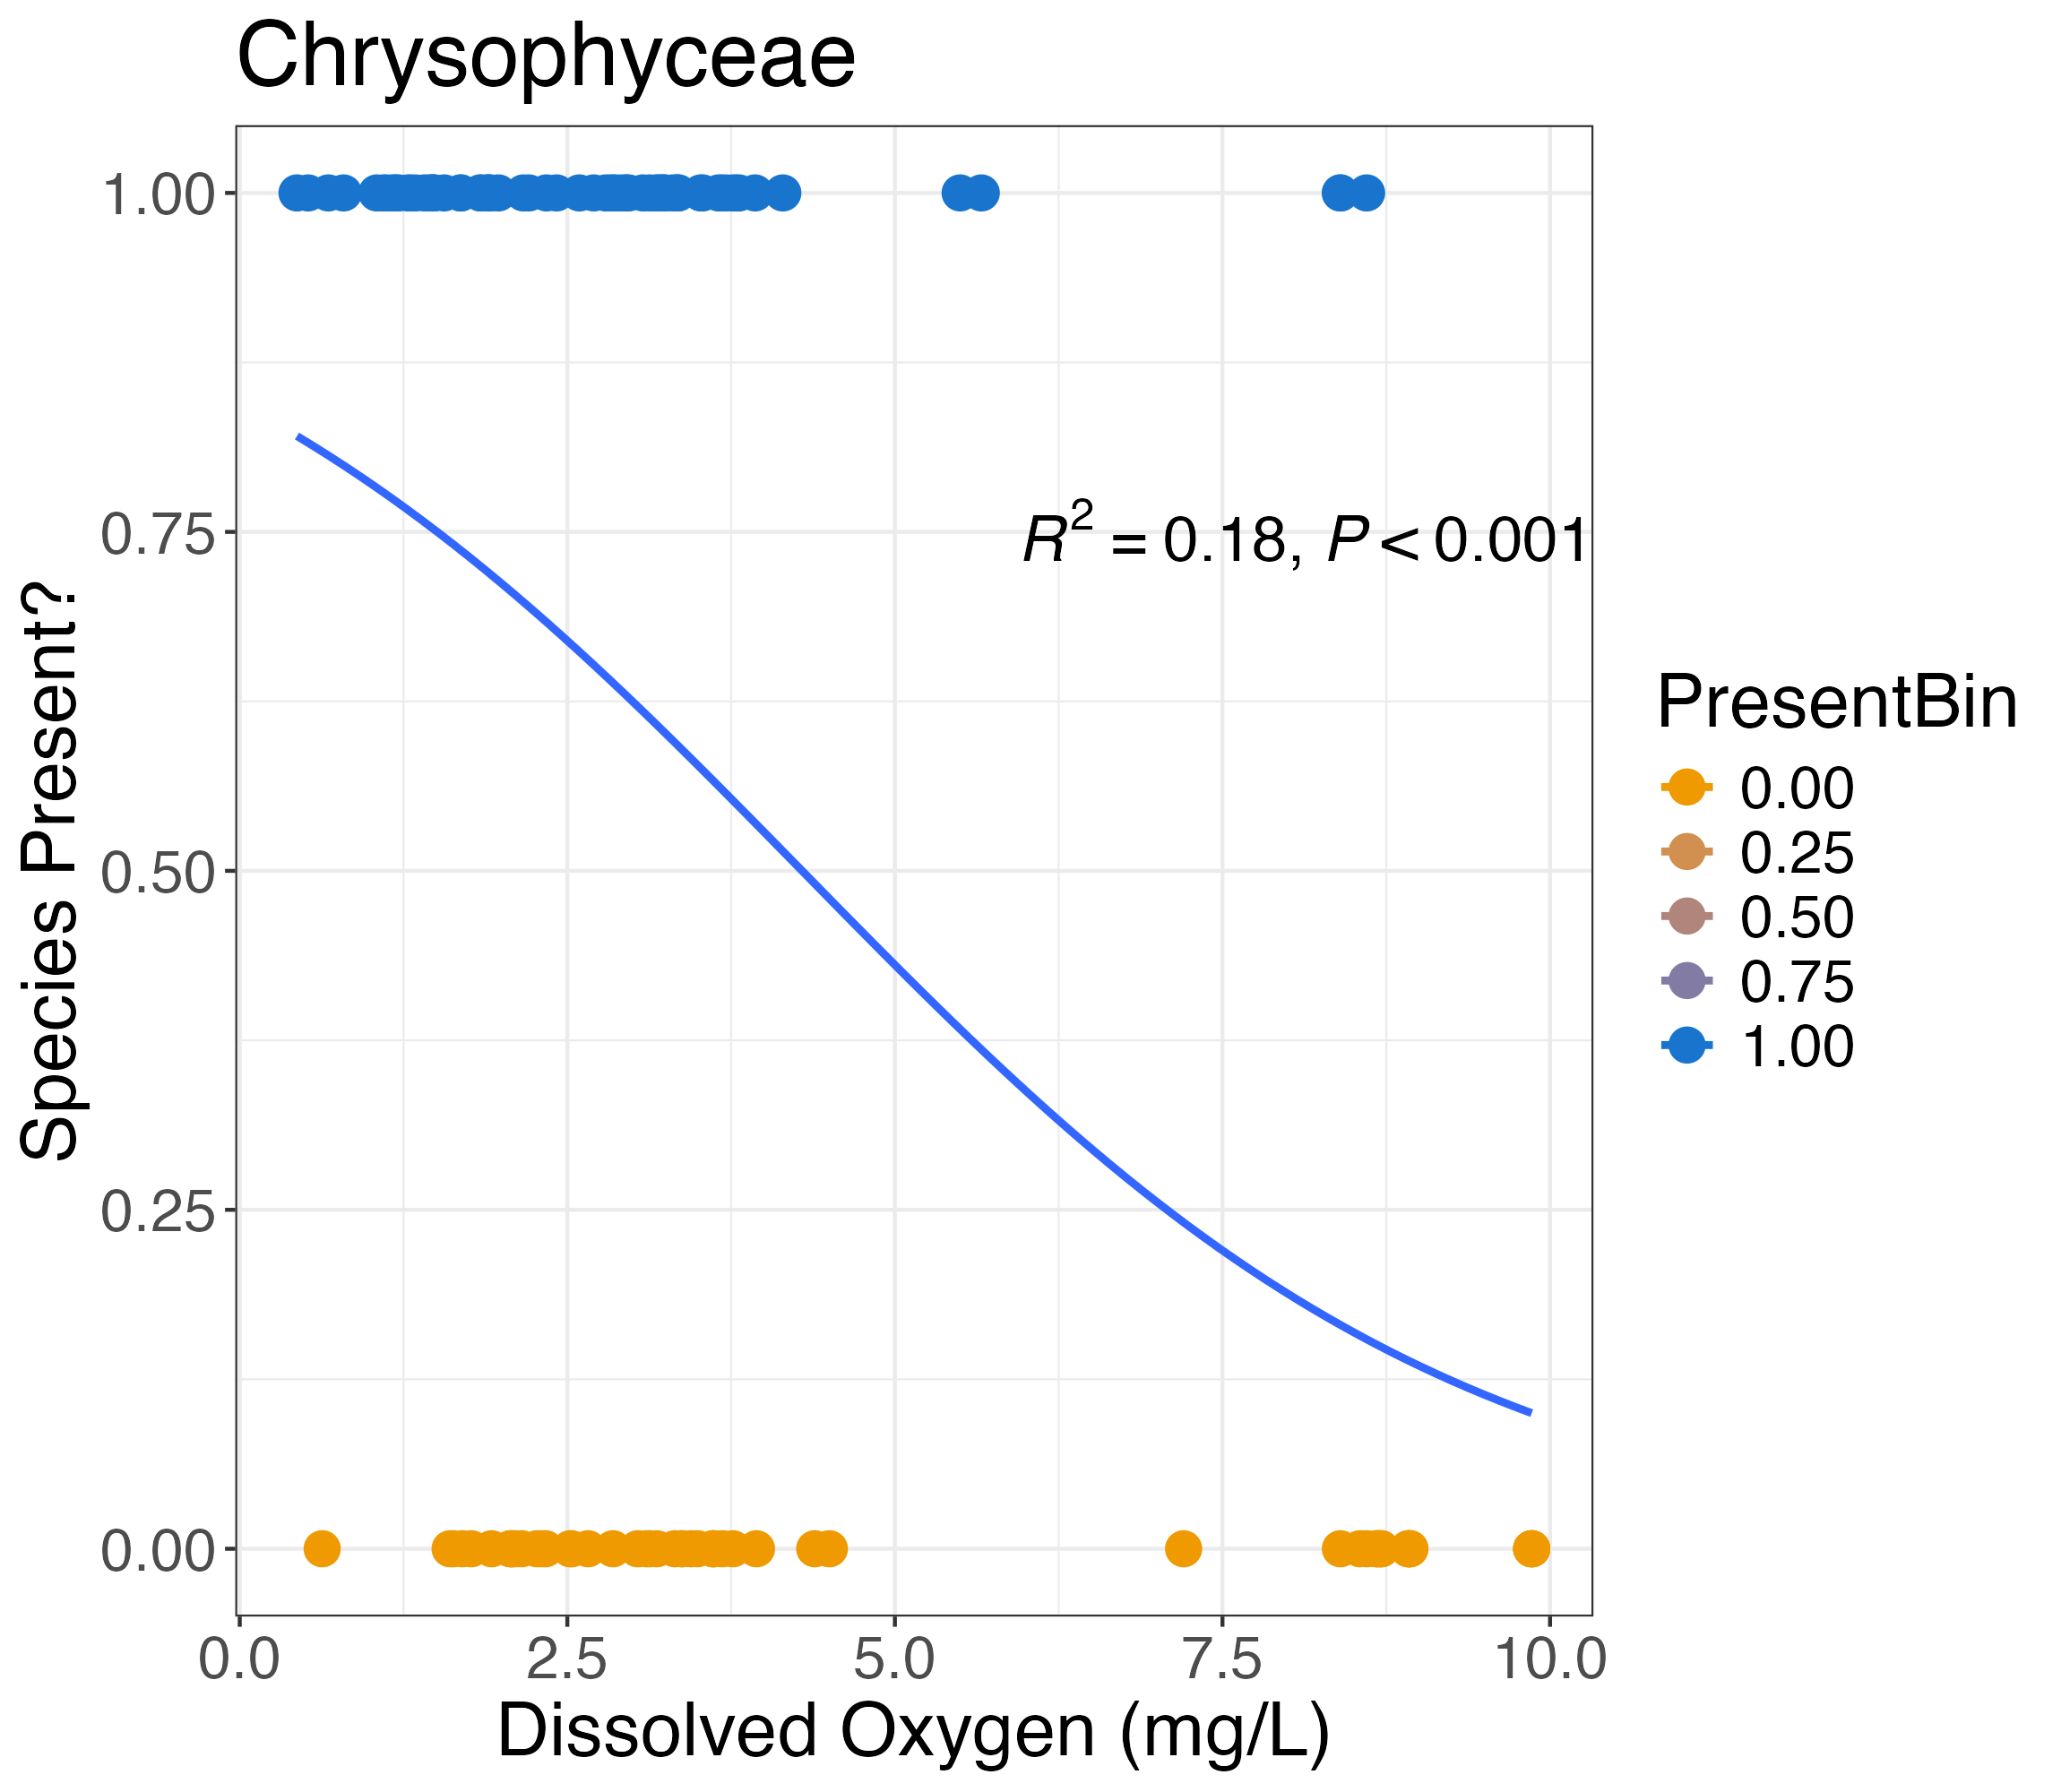 Chrysophyceae
1.00
0.75
0.50
0.25
0.00
Species Present?
R² = 0.18, P < 0.001
0.0 2.5 5.0 7.5 10.0
Dissolved Oxygen (mg/L)
PresentBin
0.00
0.25
0.50
0.75
1.00